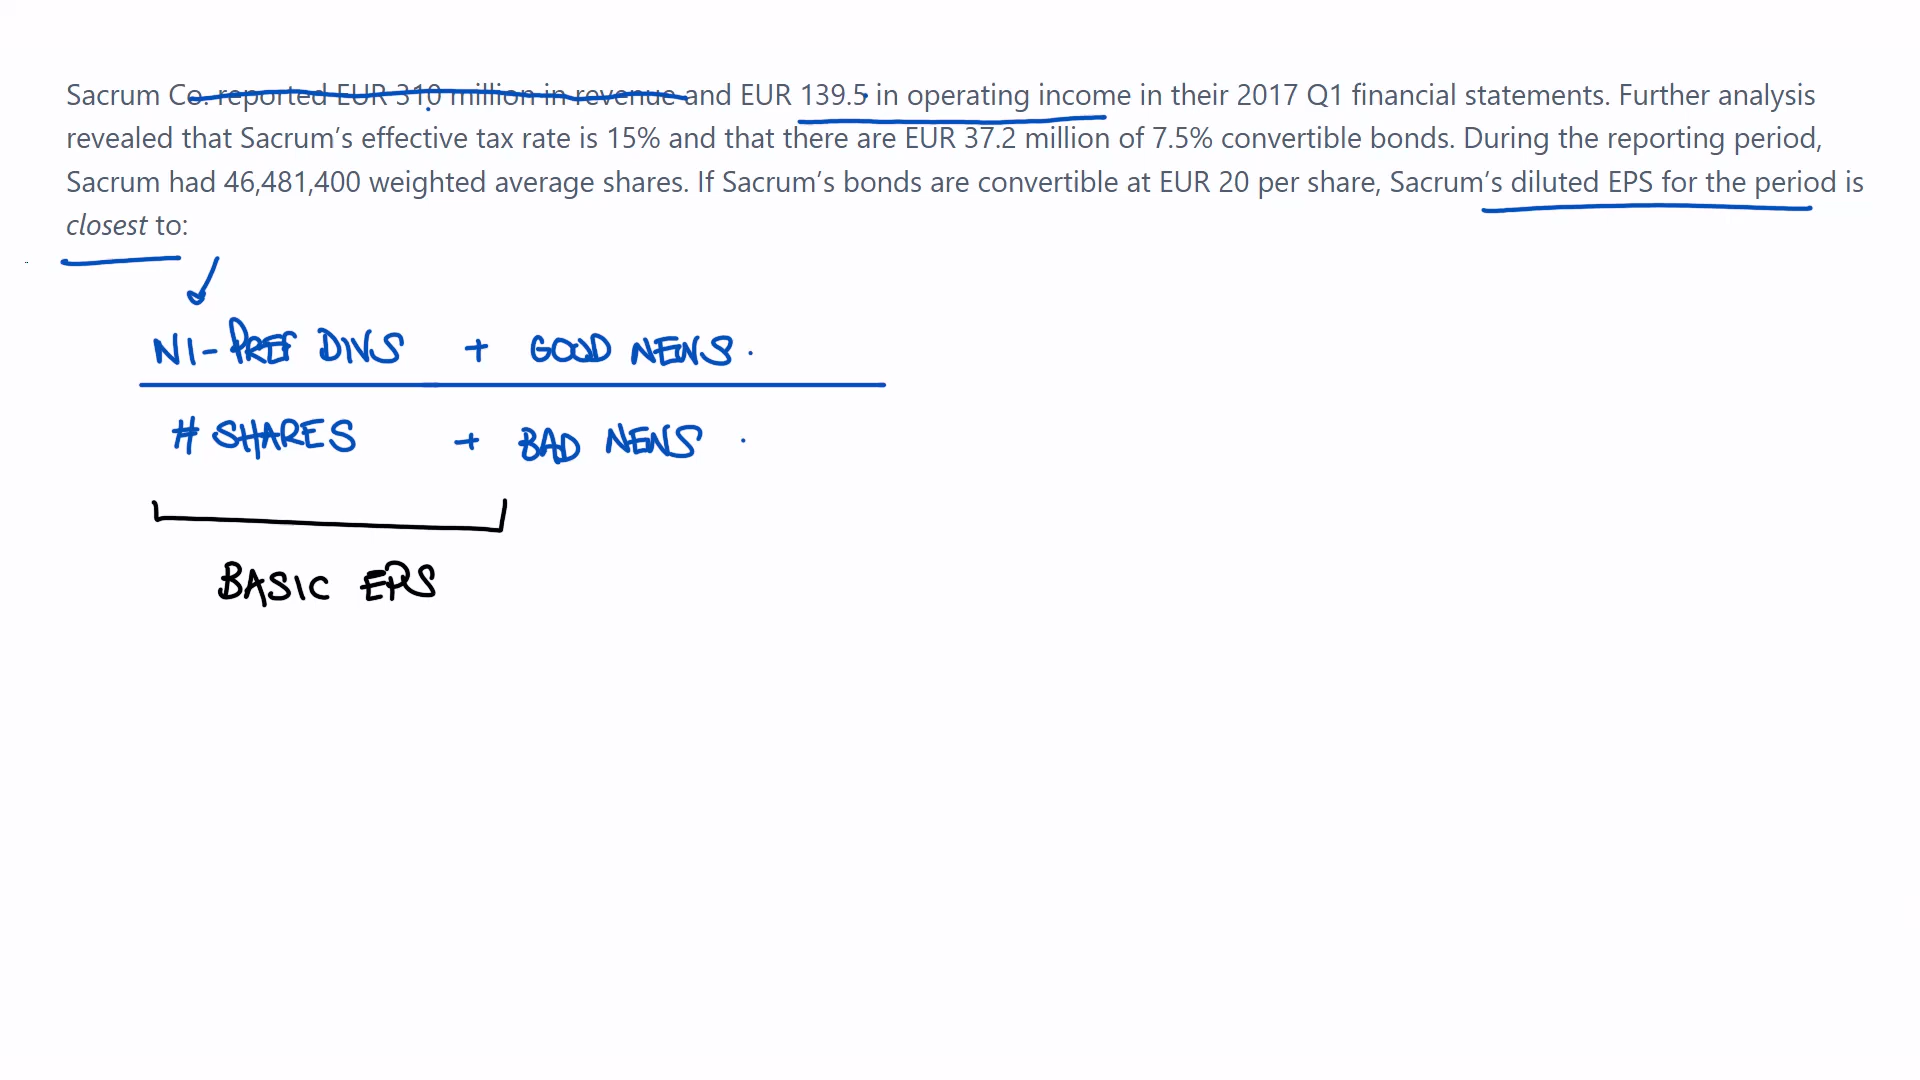 Sacrum Co. reported EUR 310 million in revenue and EUR 139.5 in operating income in their 2017 Q1 financial statements. Further analysis
revealed that Sacrum's effective tax rate is 15% and that there are EUR 37.2 million of 7.5% convertible bonds. During the reporting period,
Sacrum had 46,481,400 weighted average shares. If Sacrum's bonds are convertible at EUR 20 per share, Sacrum's diluted EPS for the period is
closest to:
NI - PREF DIVS + GOOD NEWS.
# SHARES + BAD NEWS .
BASIC EPS